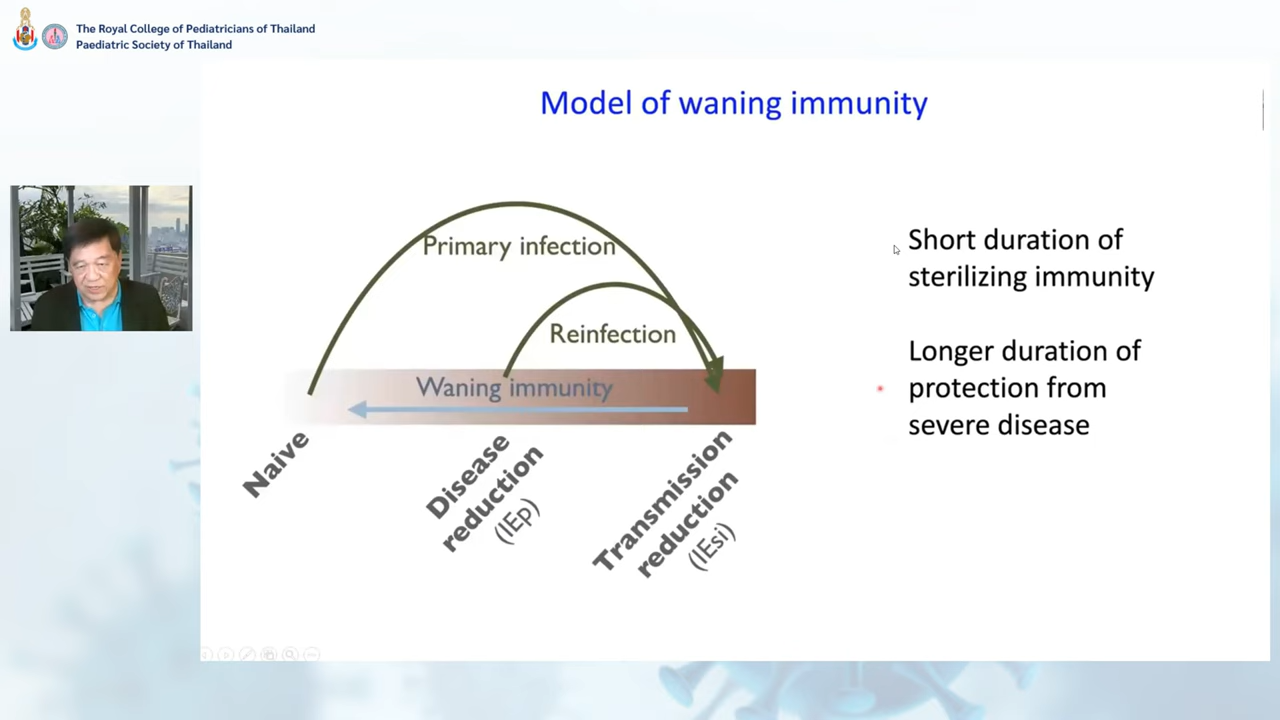 The Royal College of Pediatricians of Thailand
Paediatric Society of Thailand
Model of waning immunity
Primary infection
Reinfection
Waning immunity
Naive
Disease
reduction
(IEp)
Transmission
reduction
(IEsi)
Short duration of
sterilizing immunity
Longer duration of
protection from
severe disease